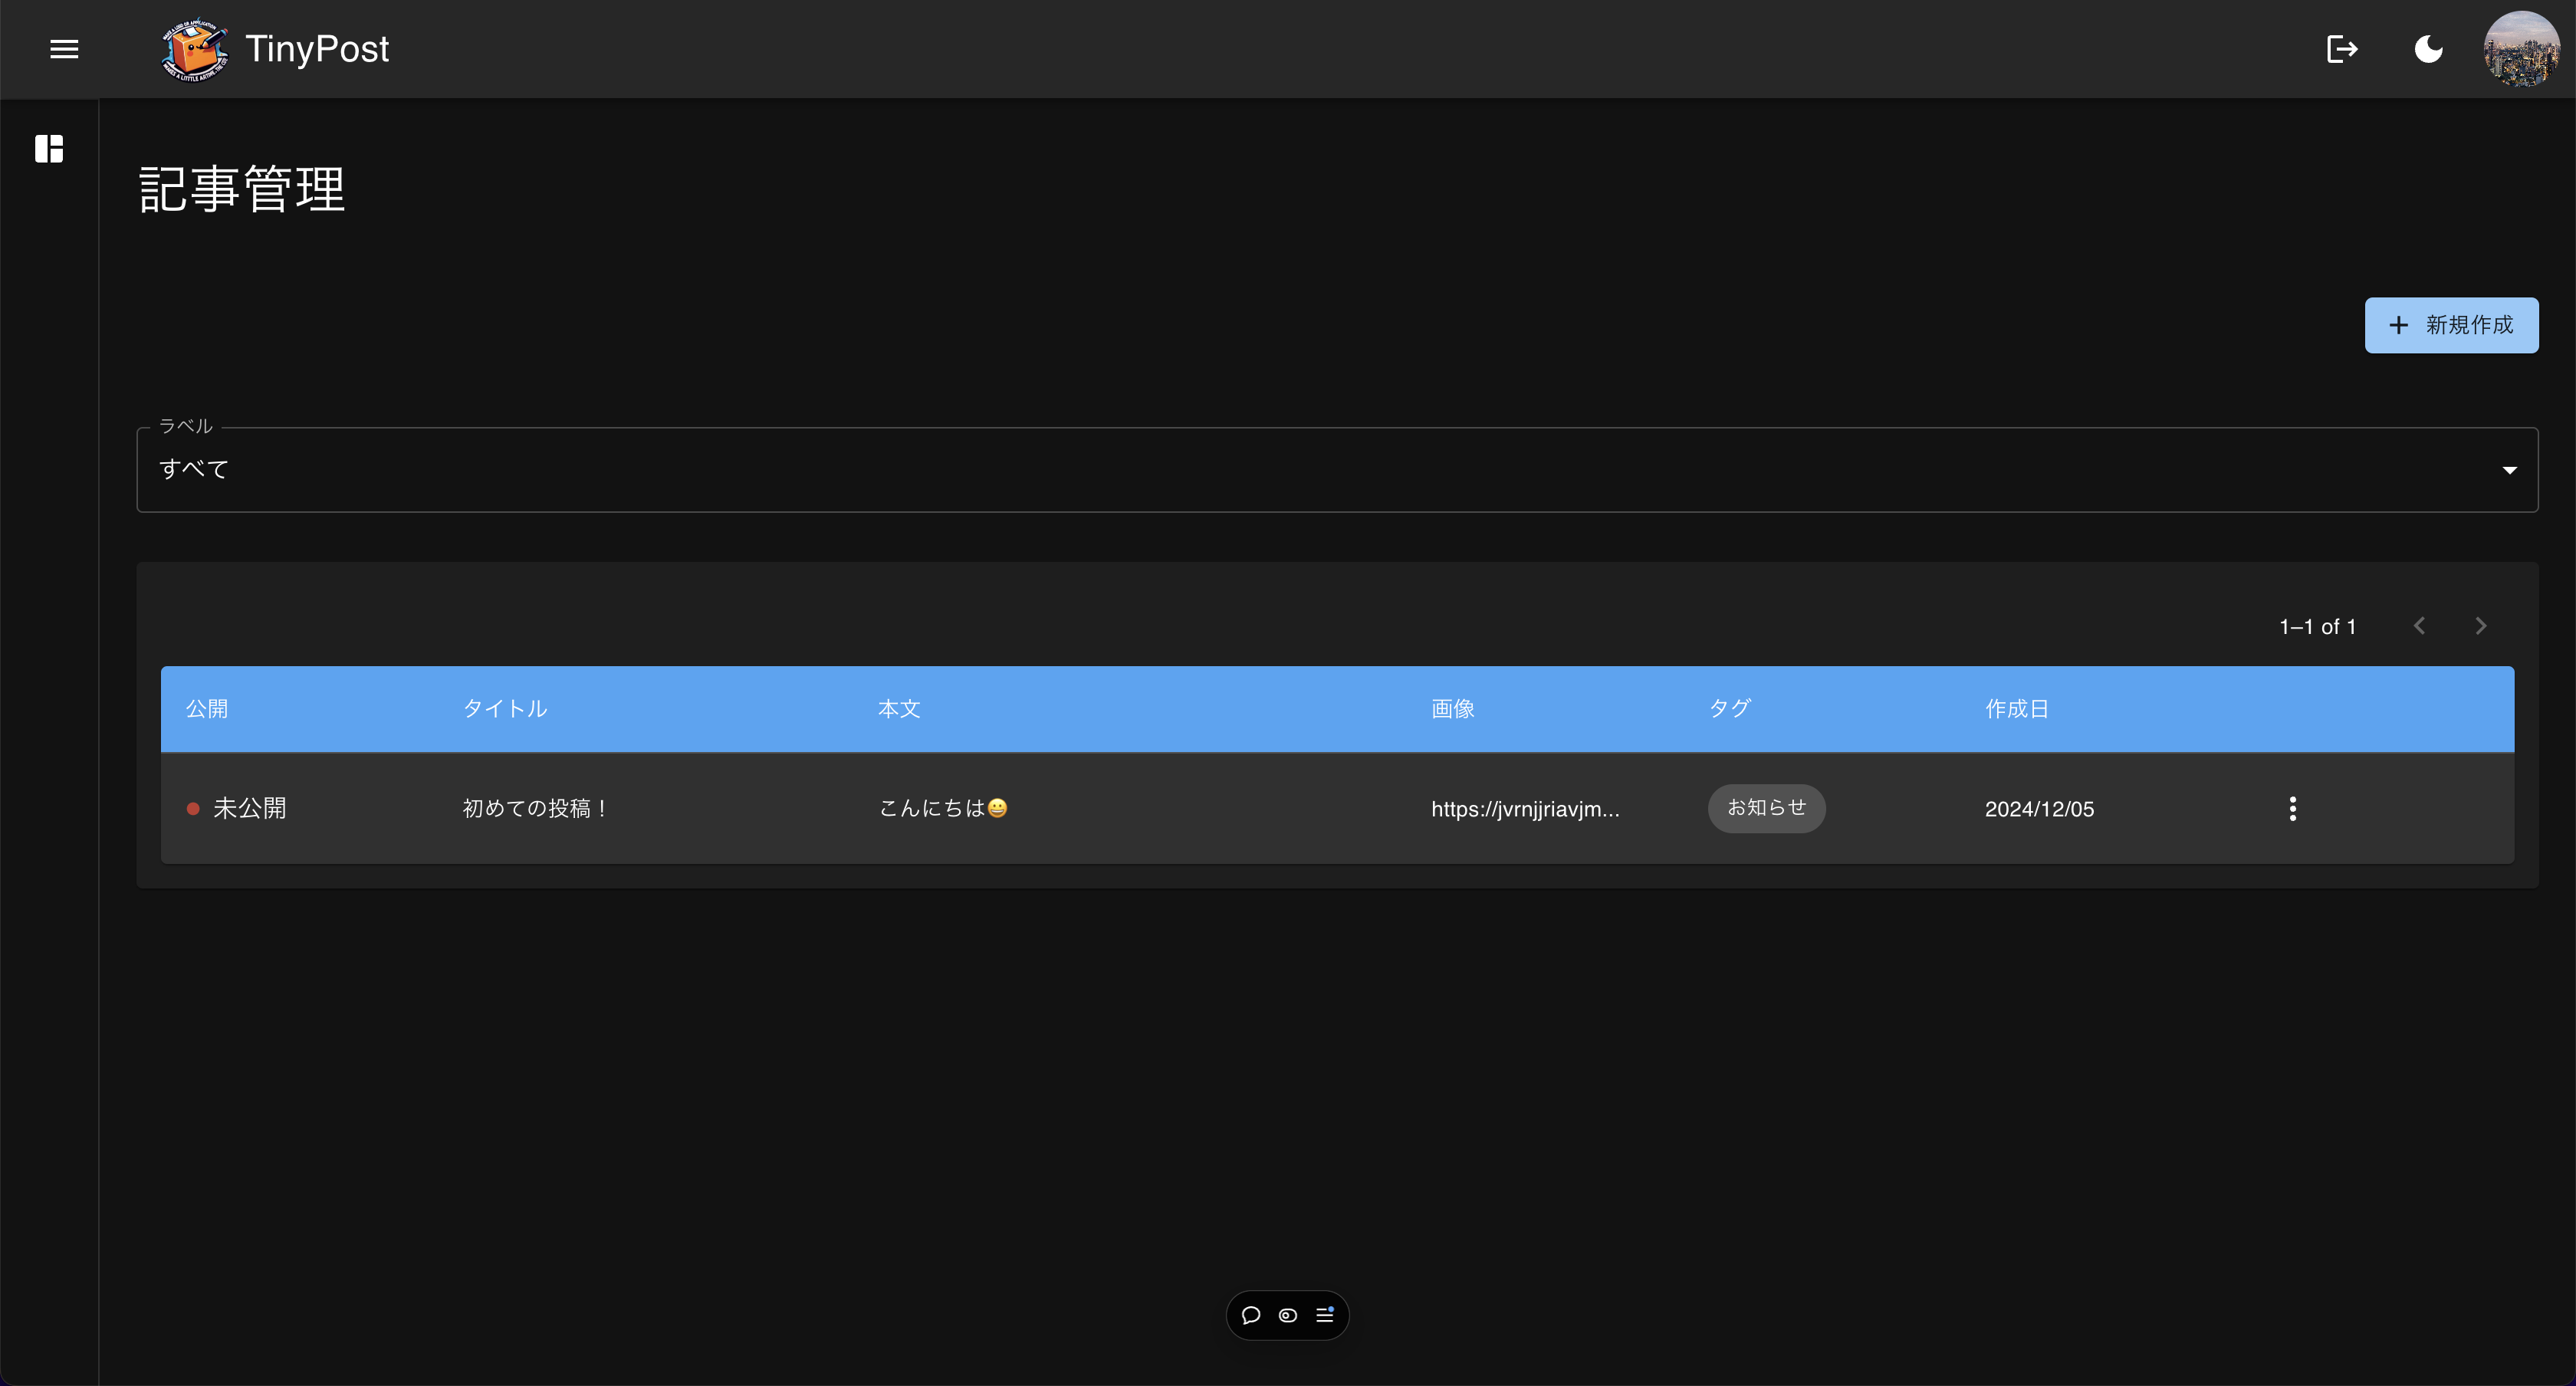 TinyPost
記事管理
新規作成
ラベル
すべて
1–1 of 1
公開 タイトル 本文 画像 タグ 作成日
未公開 初めての投稿！ こんにちは😀 https://jvrnjjriavjm... お知らせ 2024/12/05